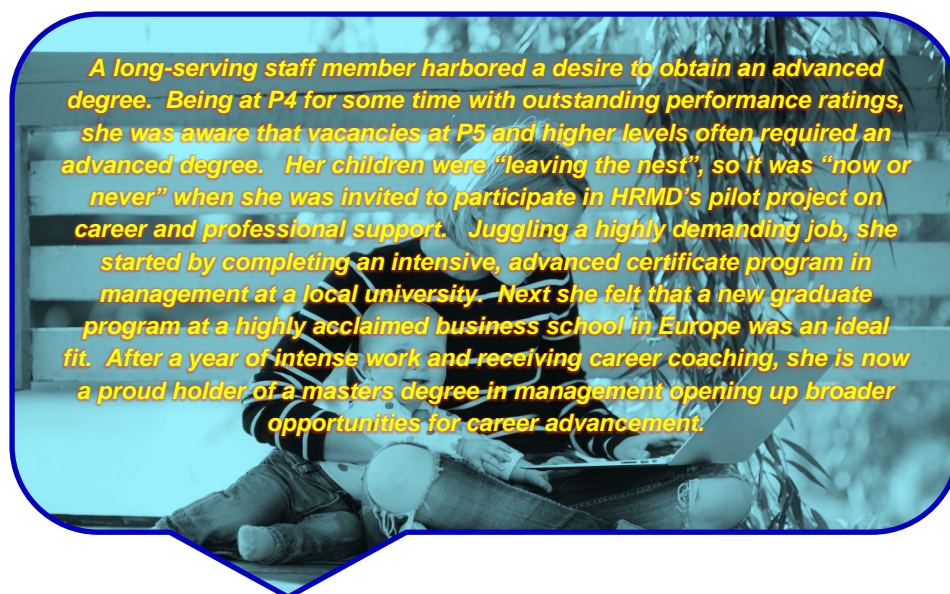 A long-serving staff member harbored a desire to obtain an advanced
degree.  Being at P4 for some time with outstanding performance ratings,
she was aware that vacancies at P5 and higher levels often required an
advanced degree.   Her children were “leaving the nest”, so it was “now or
never” when she was invited to participate in HRMD’s pilot project on
career and professional support.   Juggling a highly demanding job, she
started by completing an intensive, advanced certificate program in
management at a local university.  Next she felt that a new graduate
program at a highly acclaimed business school in Europe was an ideal
fit.  After a year of intense work and receiving career coaching, she is now
a proud holder of a masters degree in management opening up broader
opportunities for career advancement.